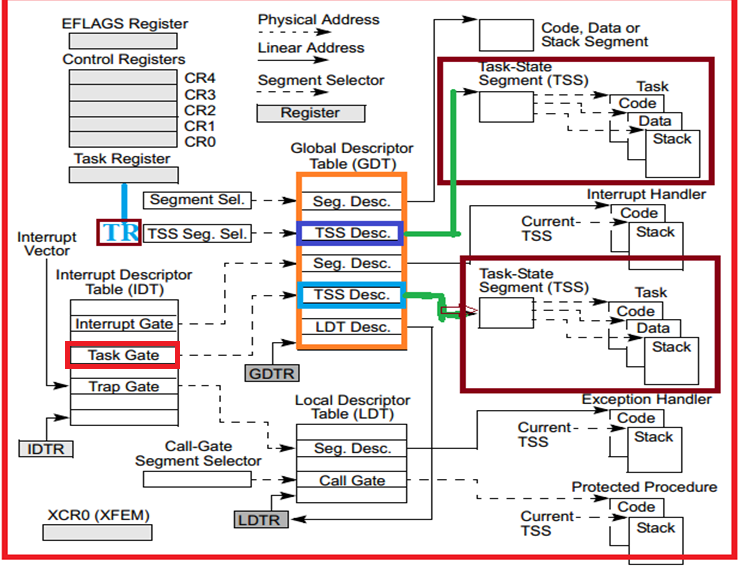 EFLAGS Register
Control Registers
CR4
CR3
CR2
CR1
CR0
Task Register
Physical Address
Linear Address
Segment Selector
Register
Code, Data or
Stack Segment
Task-State
Segment (TSS)
Task
Code
Data
Stack
Global Descriptor
Table (GDT)
Segment Sel.
Seg. Desc.
TR
TSS Seg. Sel.
TSS Desc.
Interrupt Handler
Code
Current
TSS
Stack
Interrupt
Vector
Seg. Desc.
Interrupt Descriptor
Table (IDT)
TSS Desc.
Task-State
Segment (TSS)
Task
Code
Data
Stack
Interrupt Gate
LDT Desc.
Task Gate
GDTR
Trap Gate
Local Descriptor
Table (LDT)
Exception Handler
Code
Current
TSS
Stack
IDTR
Call-Gate
Segment Selector
Seg. Desc.
Call Gate
Protected Procedure
Code
Current
TSS
Stack
XCR0 (XFEM)
LDTR